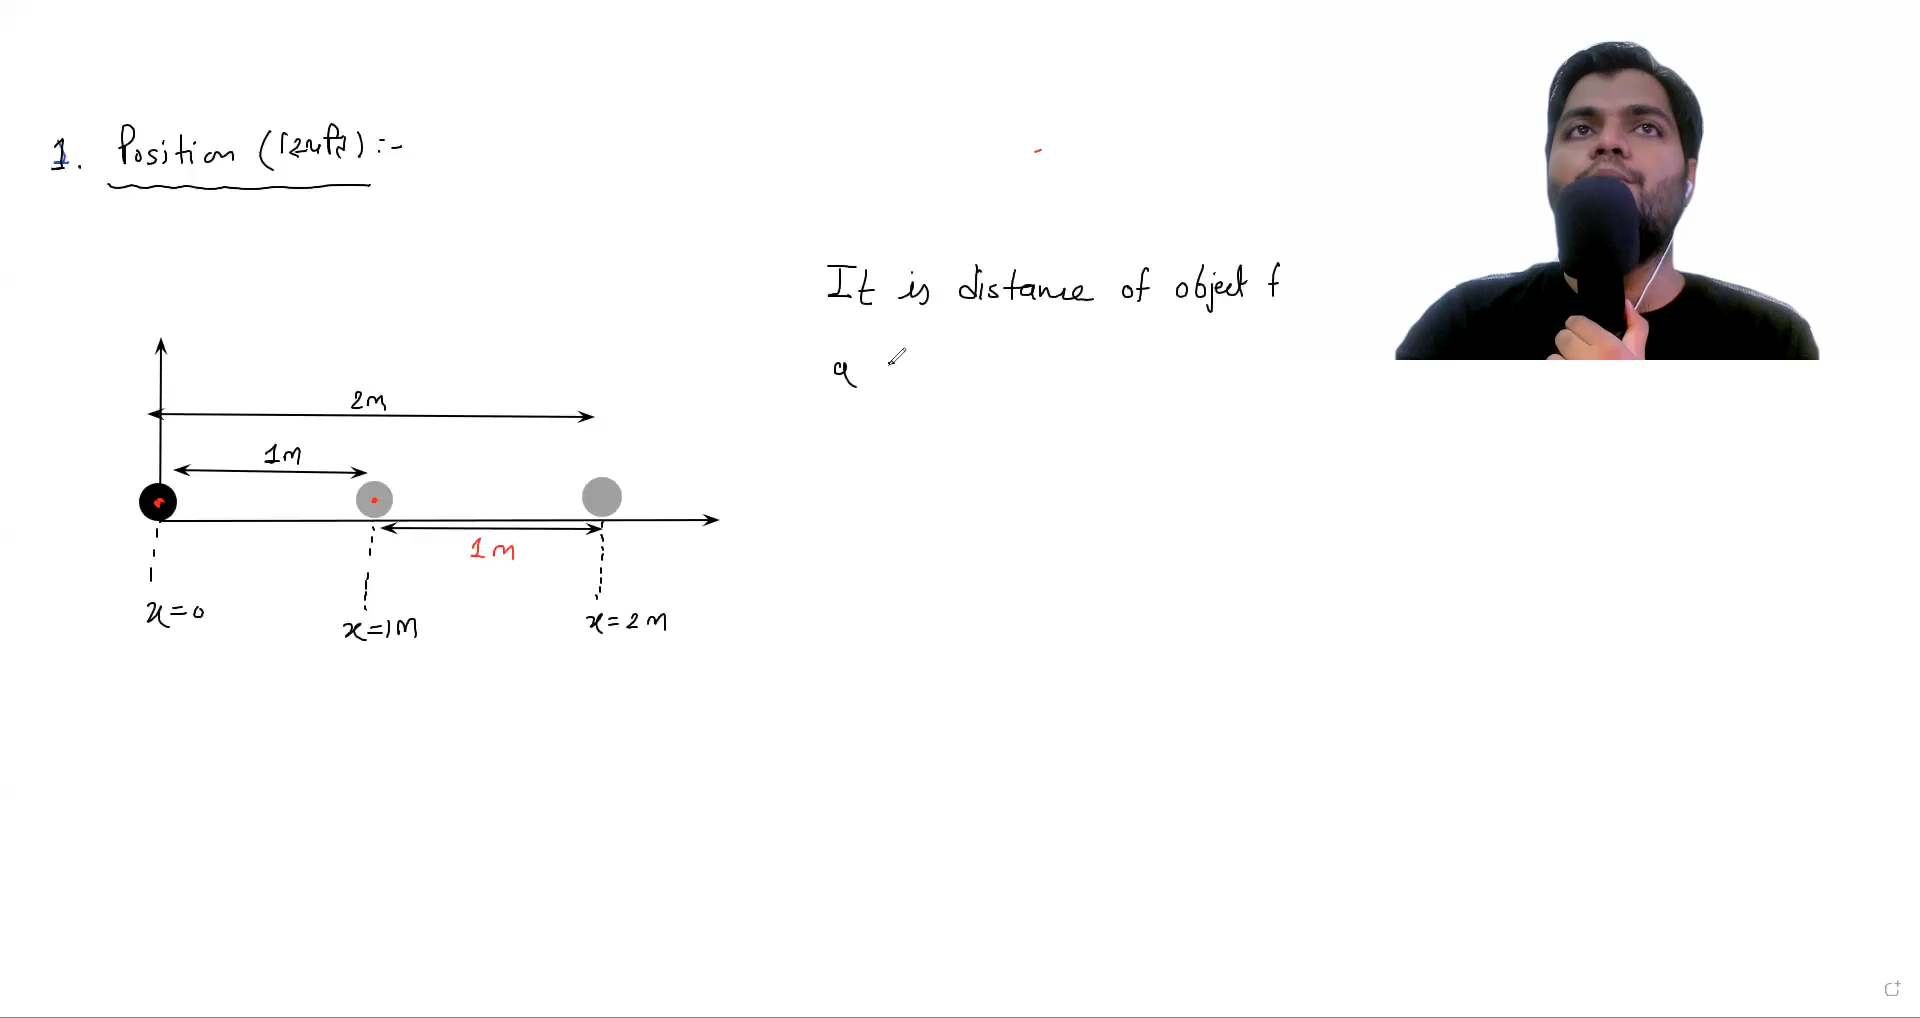 1. Position (स्थिति) :-
It is distance of object f
a
2m
1m
1m
x=0
x=1m
x=2m